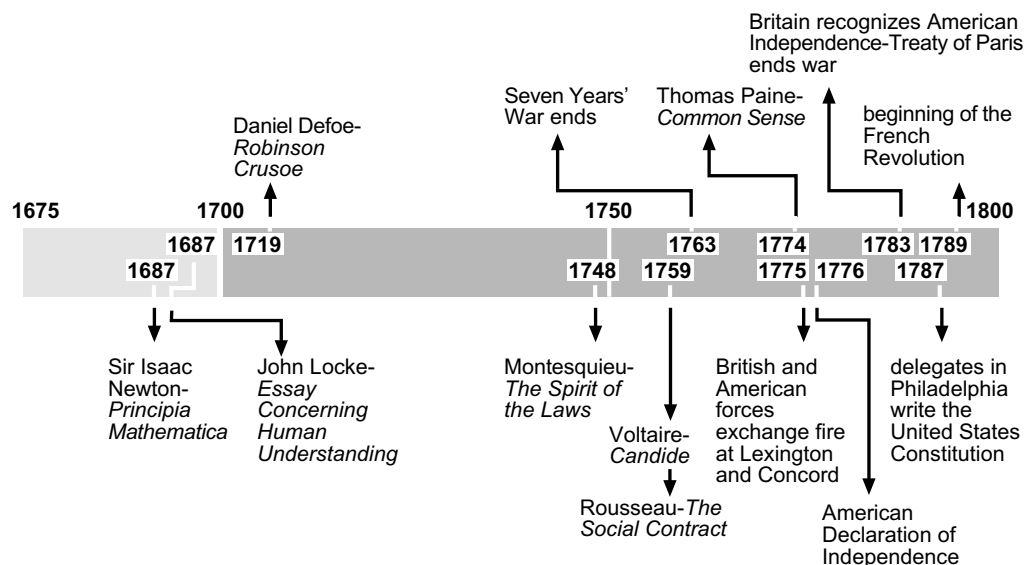 Britain recognizes American
Independence-Treaty of Paris
ends war
Seven Years'
War ends
Thomas Paine-
Common Sense
beginning of the
French
Revolution
Daniel Defoe-
Robinson
Crusoe
1675
1700
1750
1800
1687
1719
1763
1774
1783
1789
1687
1748
1759
1775
1776
1787
Sir Isaac
Newton-
Principia
Mathematica
John Locke-
Essay
Concerning
Human
Understanding
Montesquieu-
The Spirit of
the Laws
Voltaire-
Candide
Rousseau-The
Social Contract
British and
American
forces
exchange fire
at Lexington
and Concord
American
Declaration of
Independence
delegates in
Philadelphia
write the
United States
Constitution